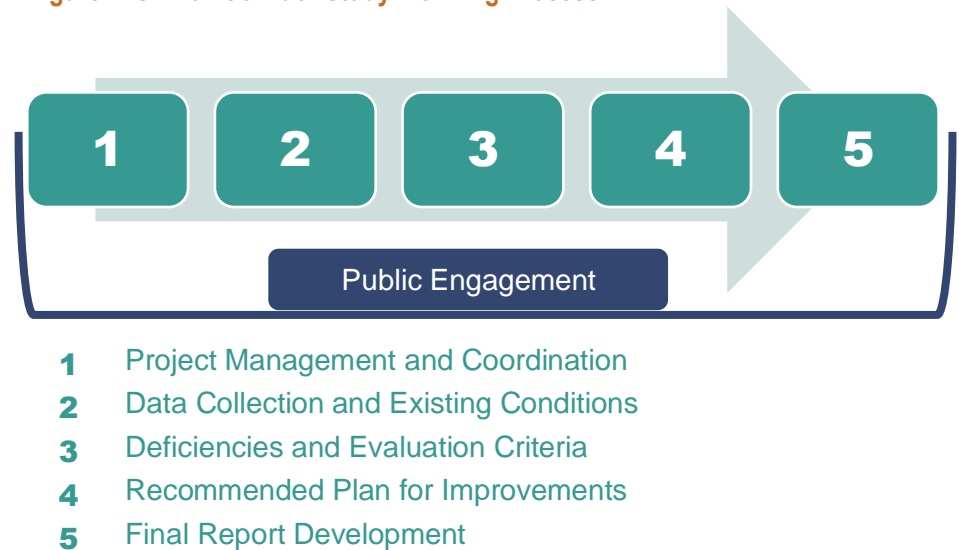 1 2 3 4 5
Public Engagement
1 Project Management and Coordination
2 Data Collection and Existing Conditions
3 Deficiencies and Evaluation Criteria
4 Recommended Plan for Improvements
5 Final Report Development